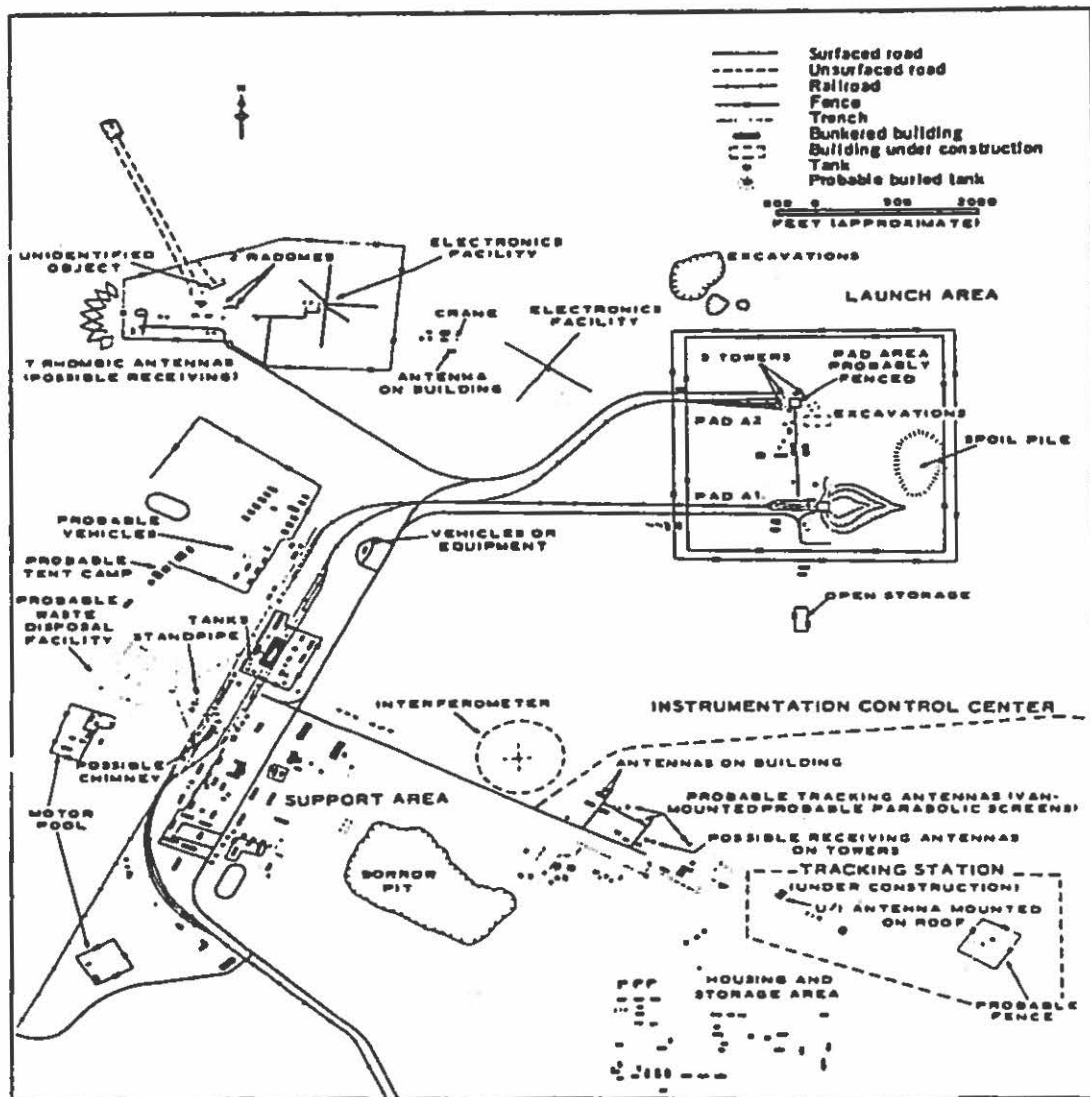 Surfaced road
Unsurfaced road
Railroad
Fence
Trench
Bunkered building
Building under construction
Tank
Probable buried tank
FEET (APPROXIMATE)
N
UNIDENTIFIED
OBJECT
RADOMES
ELECTRONICS
FACILITY
EXCAVATIONS
LAUNCH AREA
CRANE
ELECTRONICS
FACILITY
7 RHOMBIC ANTENNAS
(POSSIBLE RECEIVING)
ANTENNA
ON BUILDING
3 TOWERS
PAD AREA
PROBABLY
FENCED
PAD A2
EXCAVATIONS
SPOIL PILE
PAD A1
PROBABLE
VEHICLES
VEHICLES OR
EQUIPMENT
PROBABLE
TENT CAMP
PROBABLE
WASTE
DISPOSAL
FACILITY
TANKS
STANDPIPE
OPEN STORAGE
INTERFEROMETER
INSTRUMENTATION CONTROL CENTER
POSSIBLE
CHIMNEY
ANTENNAS ON BUILDING
MOTOR
POOL
SUPPORT AREA
PROBABLE TRACKING ANTENNAS (VAN-
MOUNTED PROBABLE PARABOLIC SCREENS)
POSSIBLE RECEIVING ANTENNAS
ON TOWERS
BORROW
PIT
TRACKING STATION
(UNDER CONSTRUCTION)
U/I ANTENNA MOUNTED
ON ROOF
HOUSING AND
STORAGE AREA
PROBABLE
FENCE